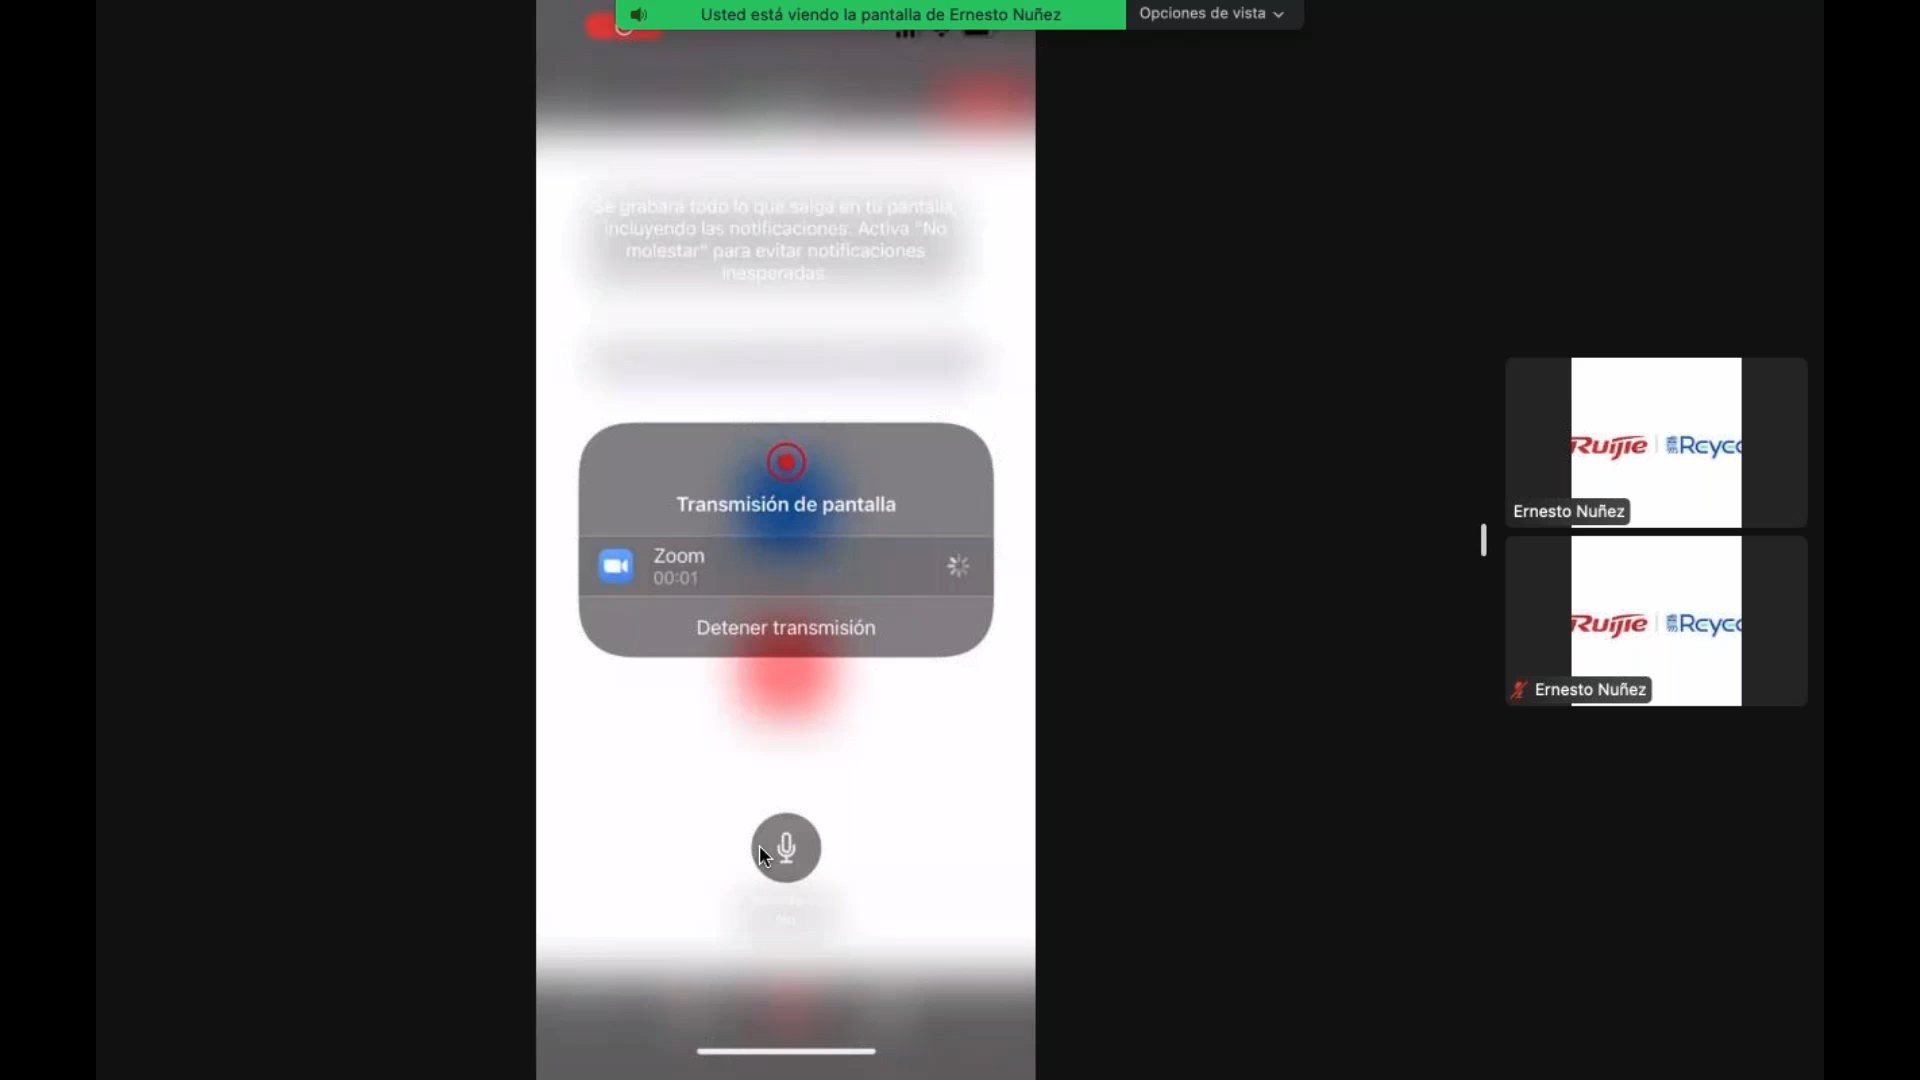 Usted está viendo la pantalla de Ernesto Nuñez
Opciones de vista
Se grabará todo lo que salga en tu pantalla,
incluyendo las notificaciones. Activa "No
molestar" para evitar notificaciones
inesperadas.
Transmisión de pantalla
Zoom
00:01
Detener transmisión
Ruijie
Reyc
Ernesto Nuñez
Ruijie
Reyc
Ernesto Nuñez